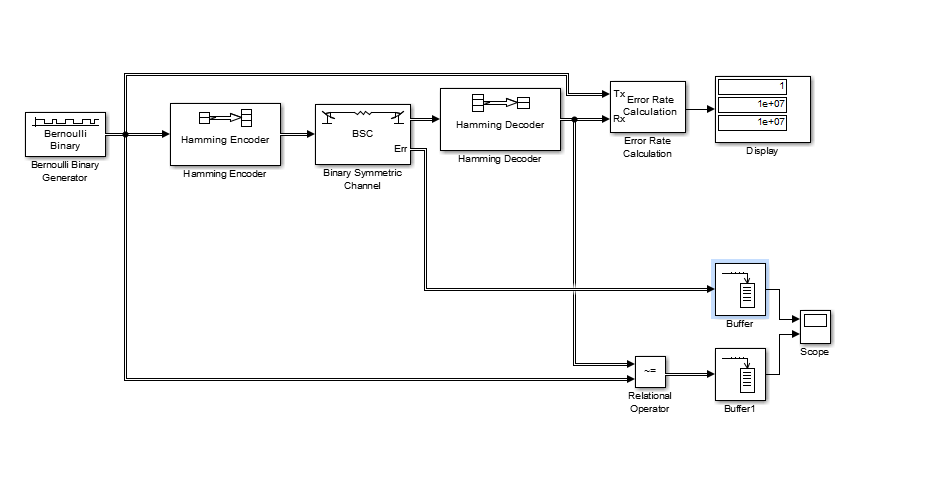 Bernoulli
Binary
Bernoulli Binary
Generator
Hamming Encoder
Hamming Encoder
BSC
Err
Binary Symmetric
Channel
Hamming Decoder
Hamming Decoder
Tx
Rx
Error Rate
Calculation
Error Rate
Calculation
1
1e+07
1e+07
Display
Buffer
Scope
~=
Relational
Operator
Buffer1